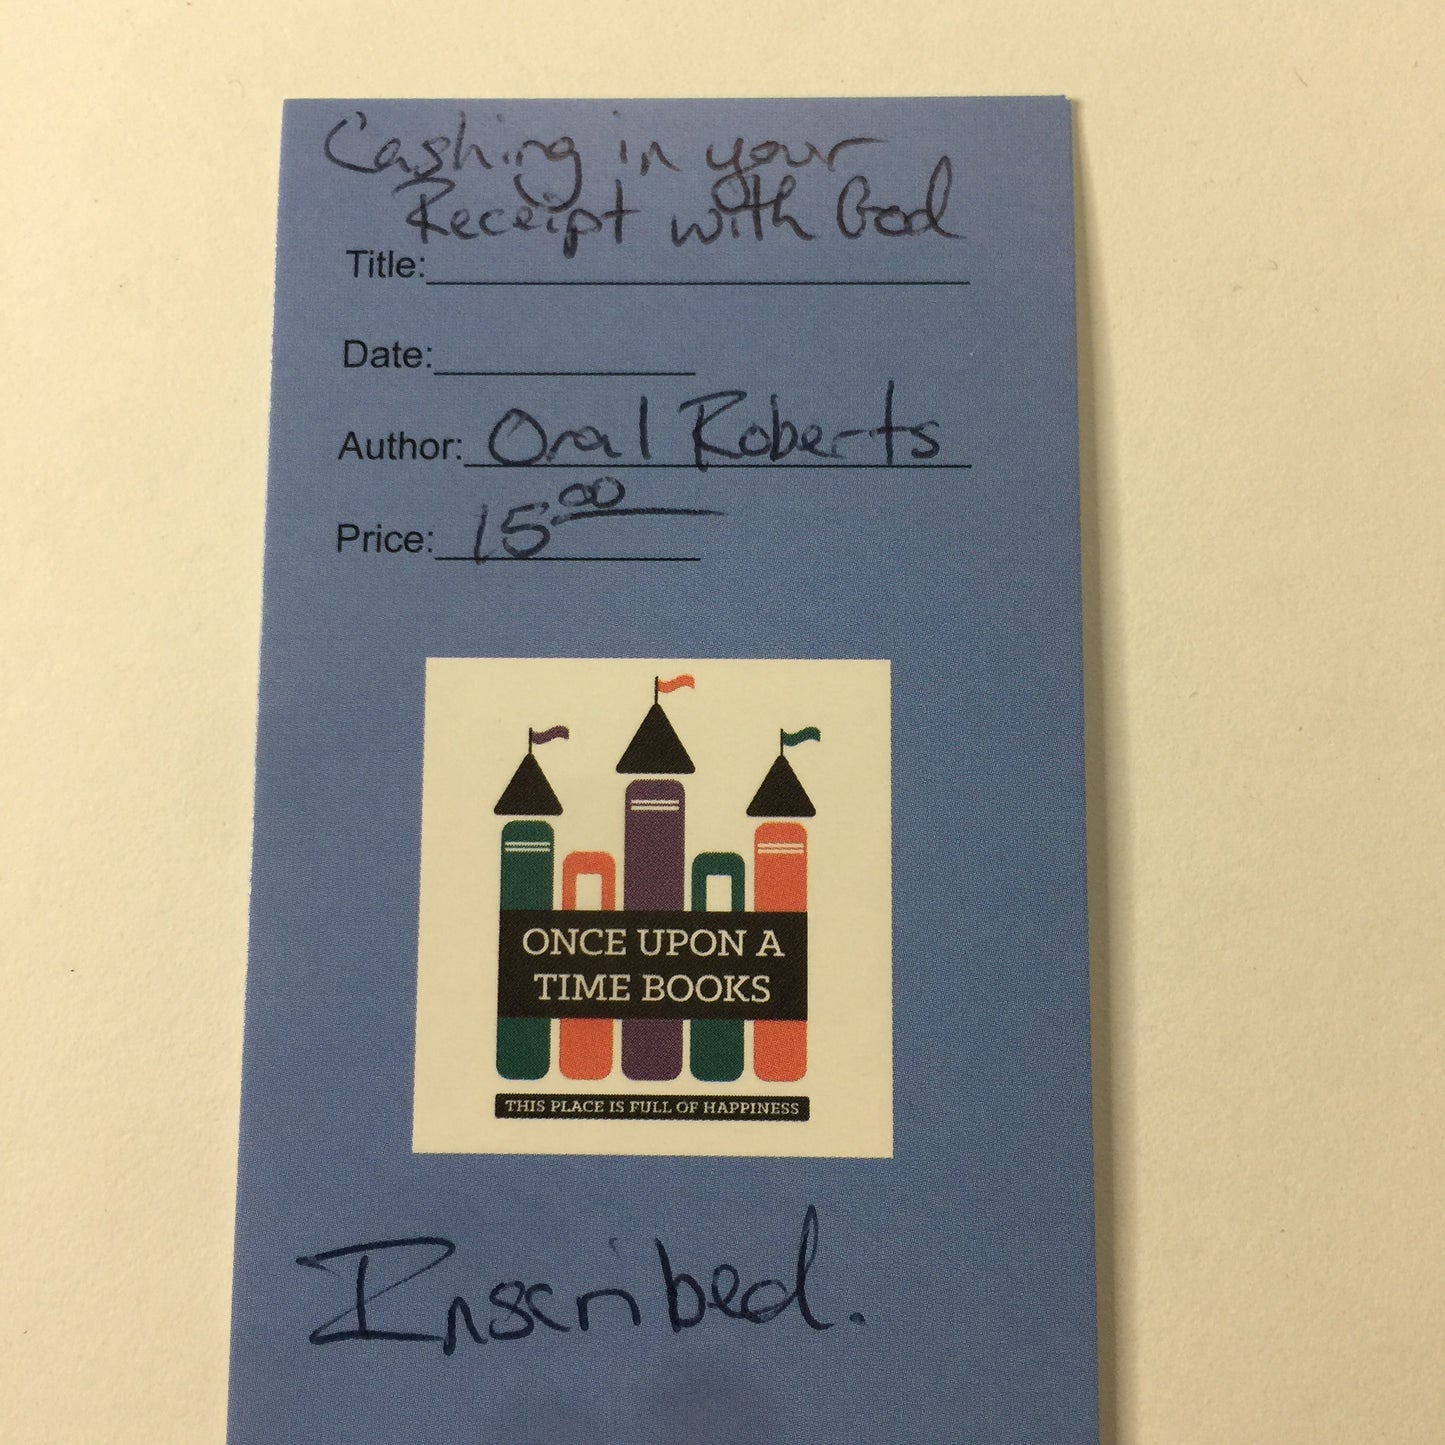 Cashing in your
Receipt with God
Title:
Date:
Author: Oral Roberts
Price: 15.00
ONCE UPON A
TIME BOOKS
THIS PLACE IS FULL OF HAPPINESS
Inscribed.